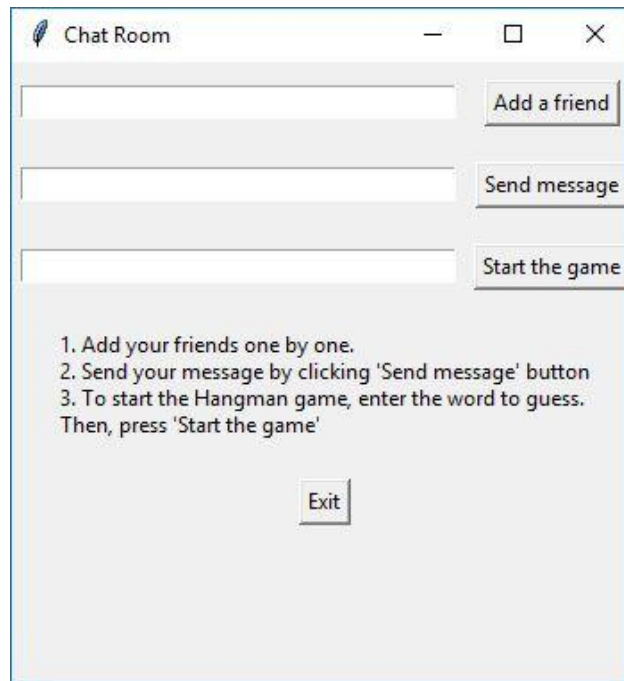 Chat Room
Add a friend
Send message
Start the game
1. Add your friends one by one.
2. Send your message by clicking 'Send message' button
3. To start the Hangman game, enter the word to guess.
Then, press 'Start the game'
Exit